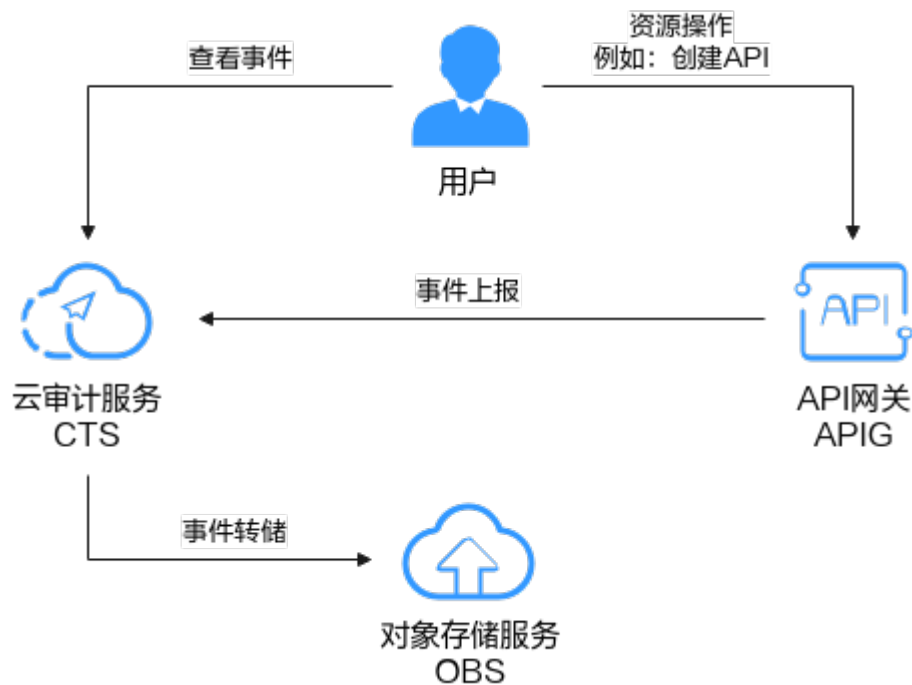 资源操作
例如：创建API
查看事件
用户
事件上报
API
云审计服务
CTS
API网关
APIG
事件转储
对象存储服务
OBS